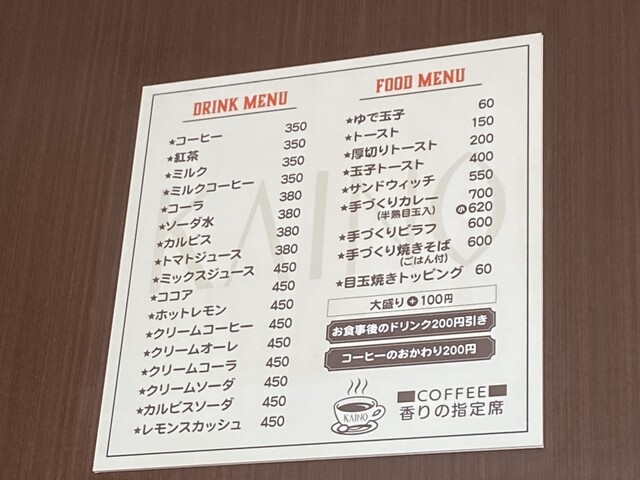 DRINK MENU
★コーヒー 350
★紅茶 350
★ミルク 350
★ミルクコーヒー 350
★コーラ 380
★ソーダ水 380
★カルピス 380
★トマトジュース 380
★ミックスジュース 450
★ココア 450
★ホットレモン 450
★クリームコーヒー 450
★クリームオーレ 450
★クリームコーラ 450
★クリームソーダ 450
★カルピスソーダ 450
★レモンスカッシュ 450
FOOD MENU
★ゆで玉子 60
★トースト 150
★厚切りトースト 200
★玉子トースト 400
★サンドウィッチ 550
★手づくりカレー 700
(半熟目玉入) 小620
★手づくりピラフ 600
★手づくり焼きそば 600
(ごはん付)
★目玉焼きトッピング 60
大盛り+100円
お食事後のドリンク200円引き
コーヒーのおかわり200円
KAINO
COFFEE
香りの指定席
KAINO